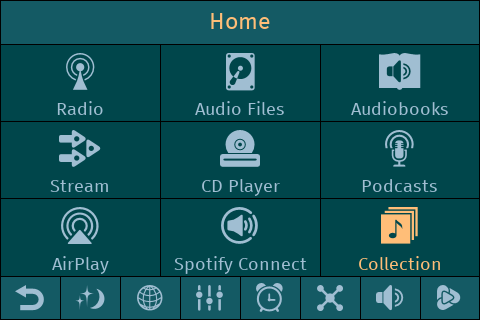 Home
Radio
Audio Files
Audiobooks
Stream
CD Player
Podcasts
AirPlay
Spotify Connect
Collection